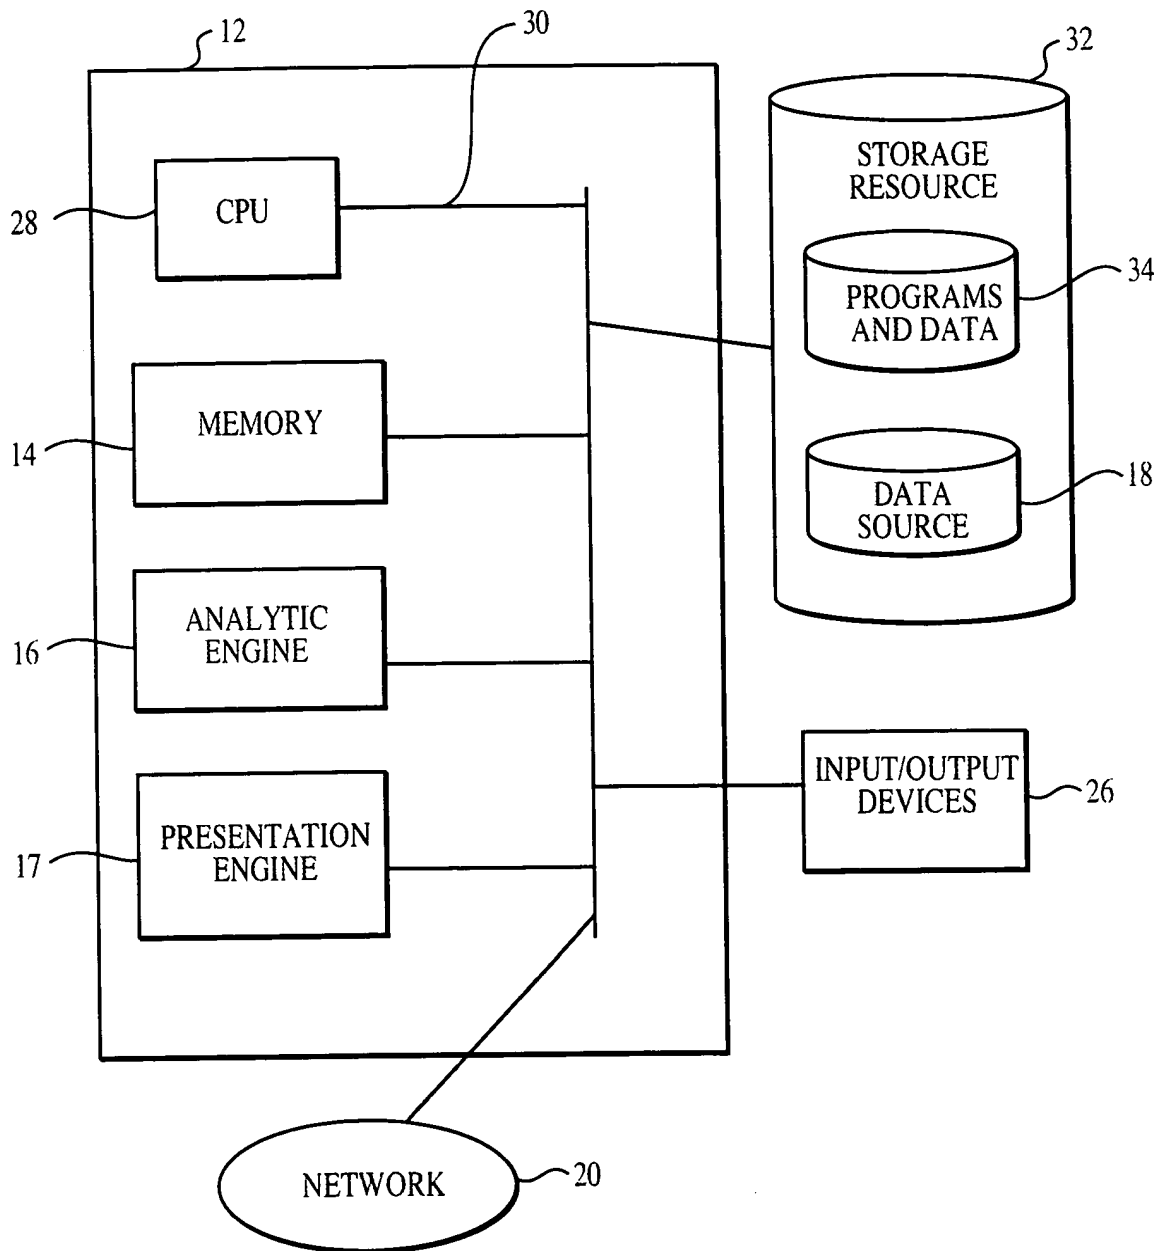 12
30
32
STORAGE
RESOURCE
28
CPU
34
PROGRAMS
AND DATA
14
MEMORY
18
DATA
SOURCE
16
ANALYTIC
ENGINE
INPUT/OUTPUT
DEVICES
26
17
PRESENTATION
ENGINE
NETWORK
20